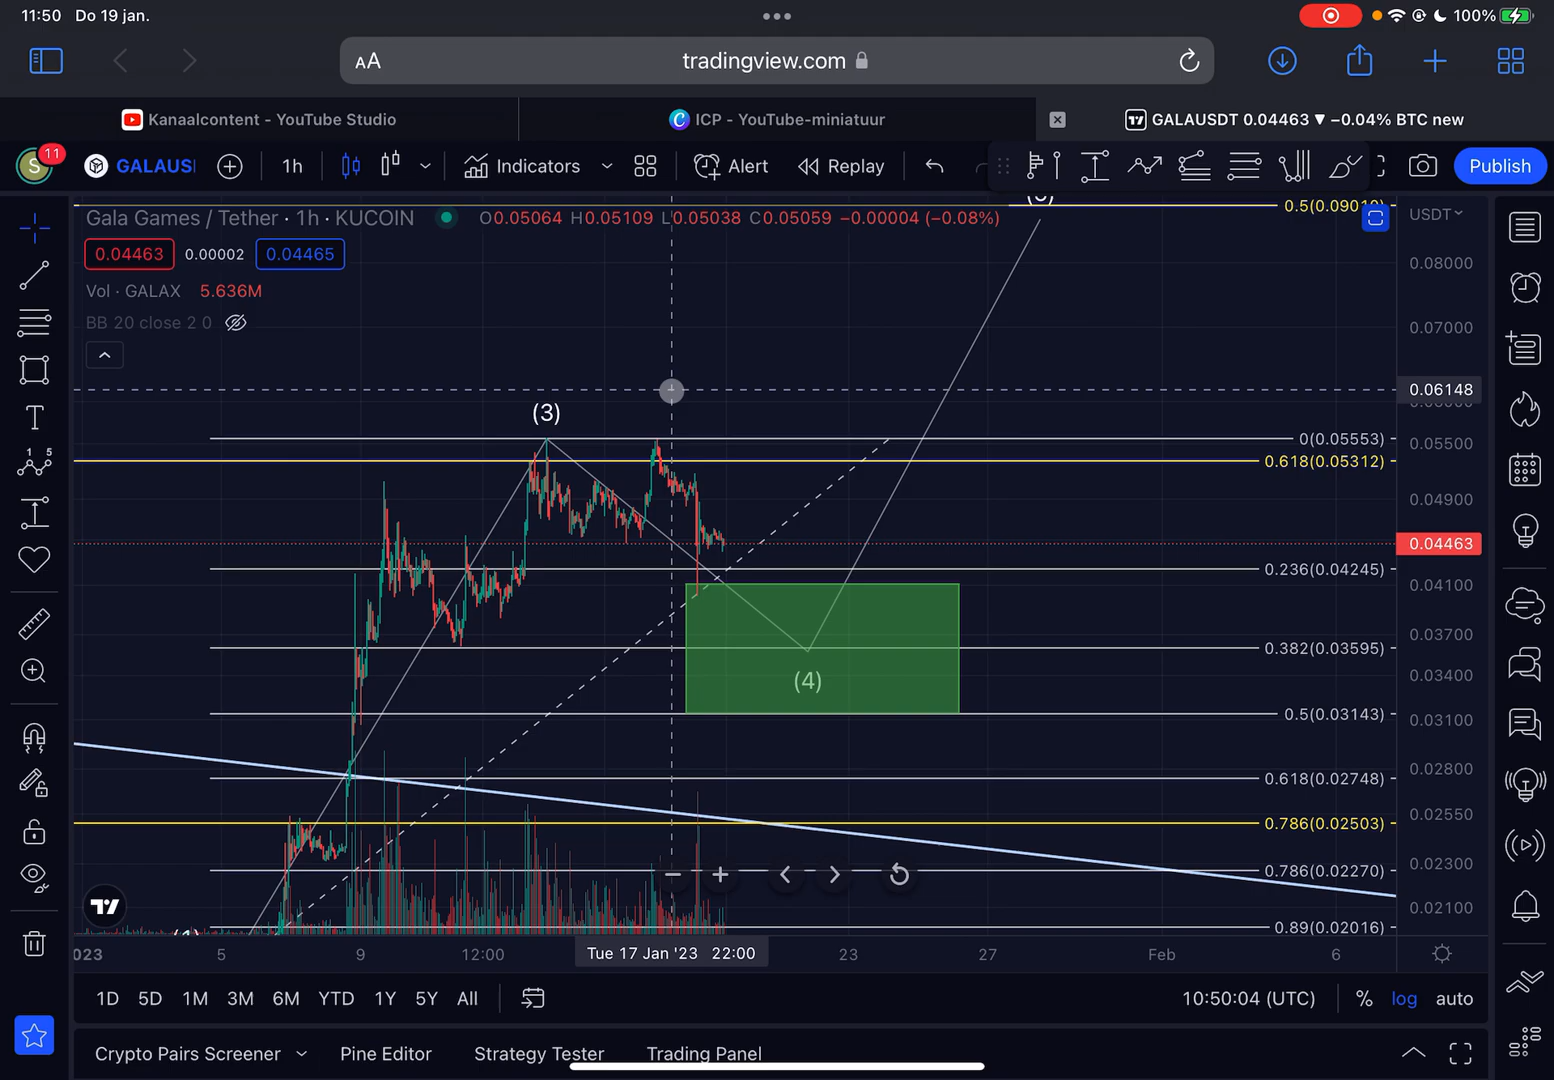 11:50 Do 19 jan.
100%
AA
tradingview.com
Kanaalcontent - YouTube Studio
ICP - YouTube-miniatuur
GALAUSDT 0.04463 ▼ −0.04% BTC new
S
11
GALAUS
1h
Indicators
Alert
Replay
Publish
Gala Games / Tether · 1h · KUCOIN
O0.05064 H0.05109 L0.05038 C0.05059 −0.00004 (−0.08%)
0.04463
0.00002
0.04465
Vol · GALAX 5.636M
BB 20 close 2 0
USDT
0.08000
0.07000
0.06148
(3)
0(0.05553)
0.05500
0.618(0.05312)
0.04900
0.04463
0.236(0.04245)
0.04100
0.03700
0.382(0.03595)
(4)
0.03400
0.5(0.03143)
0.03100
0.618(0.02748)
0.02800
0.786(0.02503)
0.02550
0.786(0.02270)
0.02300
0.89(0.02016)
0.02100
023
5
9
12:00
Tue 17 Jan '23 22:00
23
27
Feb
6
1D
5D
1M
3M
6M
YTD
1Y
5Y
All
10:50:04 (UTC)
%
log
auto
Crypto Pairs Screener
Pine Editor
Strategy Tester
Trading Panel